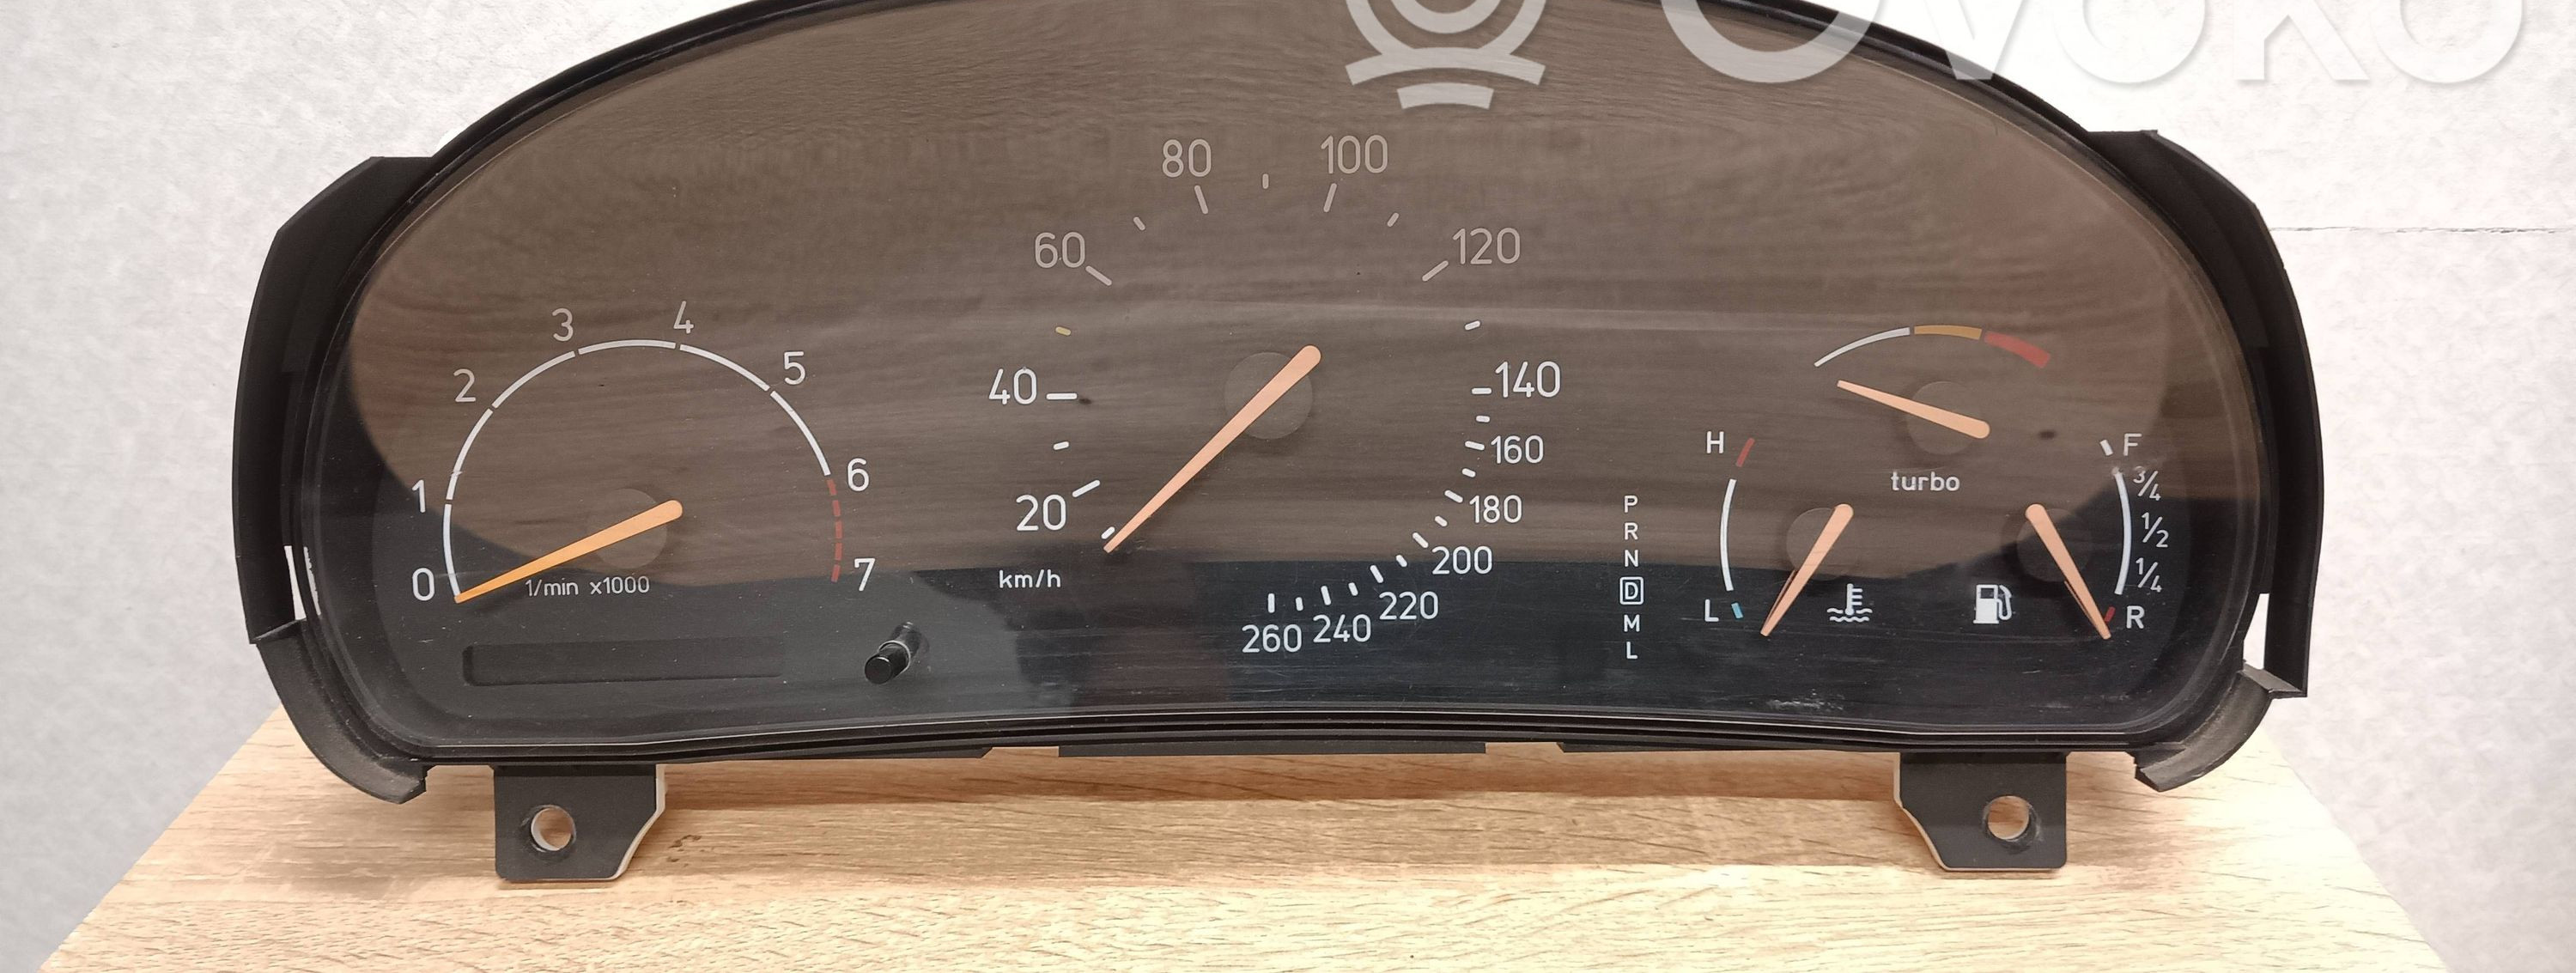 OVOKO
80 100
60 120
40 140
160
20 180
200
220
240
260
km/h
3 4
2 5
1 6
0 7
1/min x1000
P
R
N
D
M
L
turbo
H
L
F
3/4
1/2
1/4
R